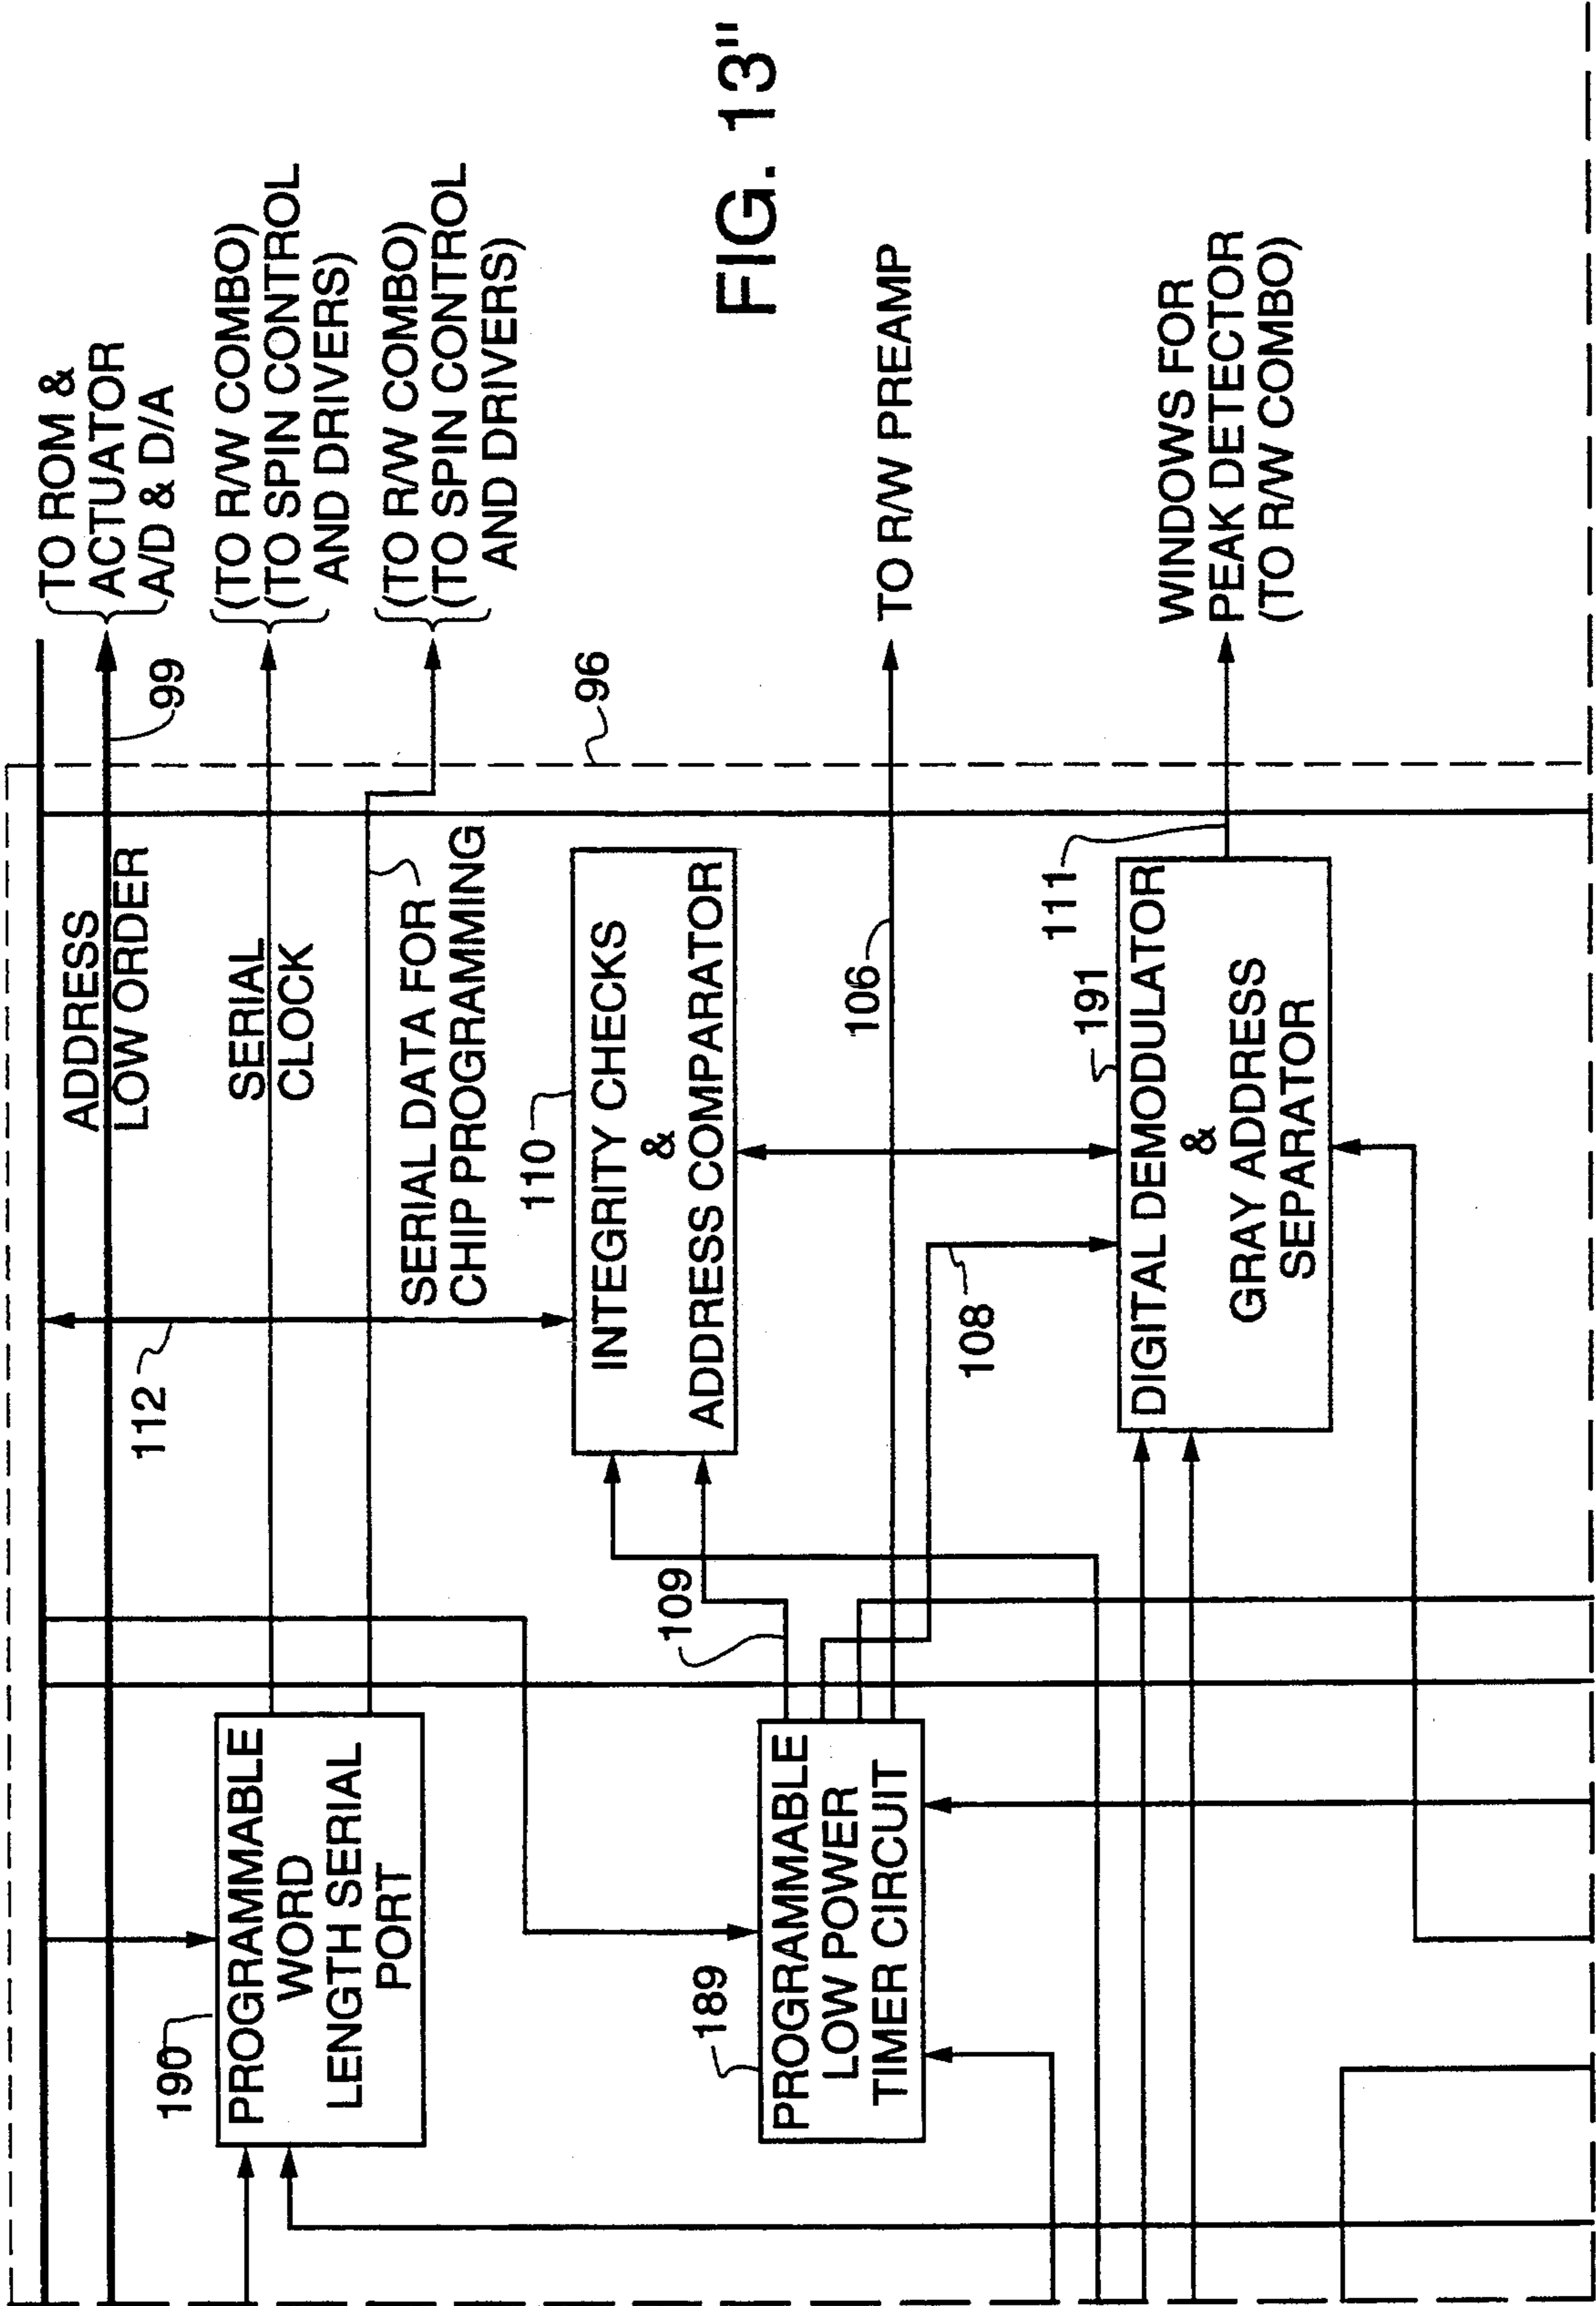 TO ROM &
ACTUATOR
A/D & D/A
99
ADDRESS
LOW ORDER
(TO R/W COMBO)
(TO SPIN CONTROL
AND DRIVERS)
SERIAL
CLOCK
(TO R/W COMBO)
(TO SPIN CONTROL
AND DRIVERS)
SERIAL DATA FOR
CHIP PROGRAMMING
112
190
PROGRAMMABLE
WORD
LENGTH SERIAL
PORT
96
110
INTEGRITY CHECKS
&
ADDRESS COMPARATOR
109
189
PROGRAMMABLE
LOW POWER
TIMER CIRCUIT
FIG. 13"
106
TO R/W PREAMP
108
111
191
DIGITAL DEMODULATOR
&
GRAY ADDRESS
SEPARATOR
WINDOWS FOR
PEAK DETECTOR
(TO R/W COMBO)